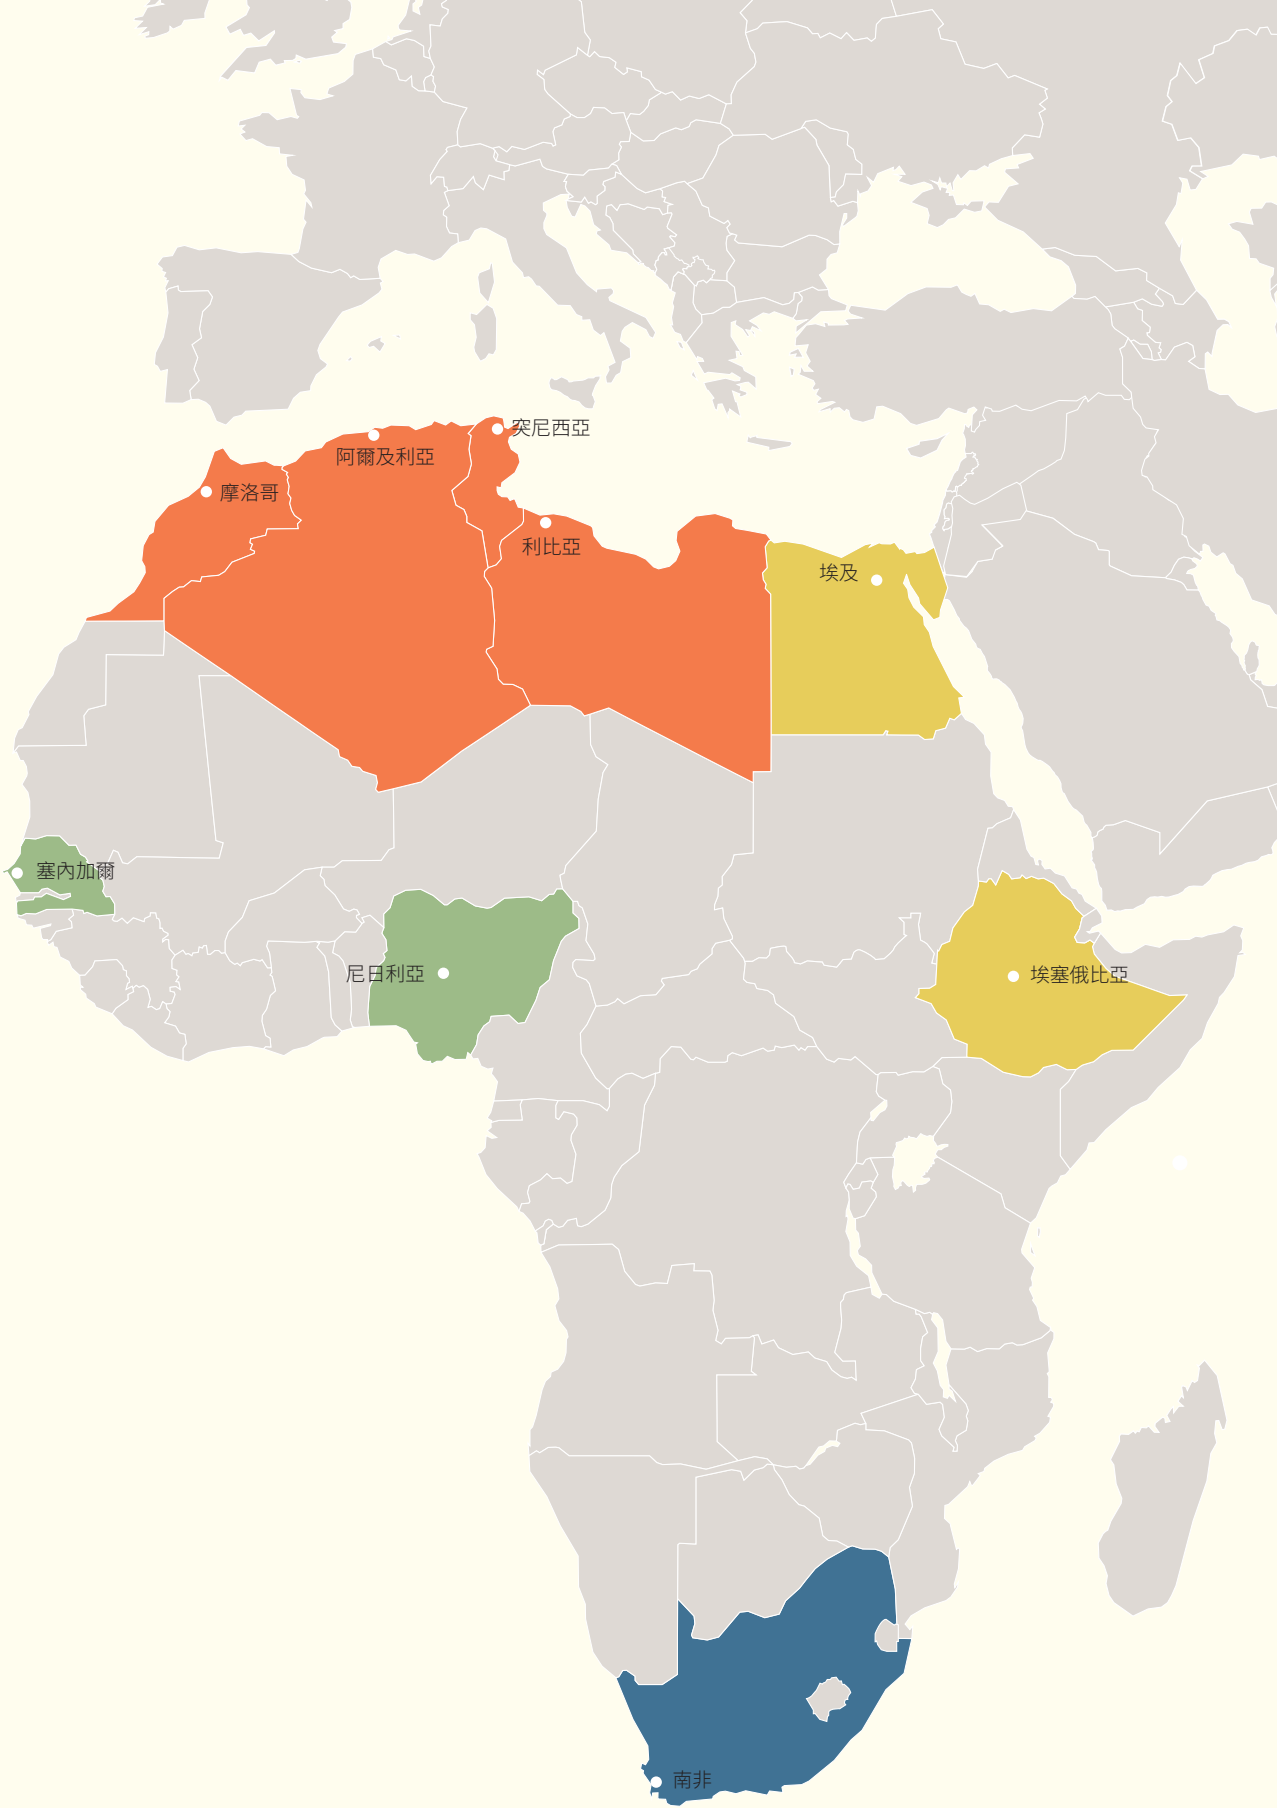 突尼西亞
阿爾及利亞
摩洛哥
利比亞
埃及
塞內加爾
尼日利亞
埃塞俄比亞
南非